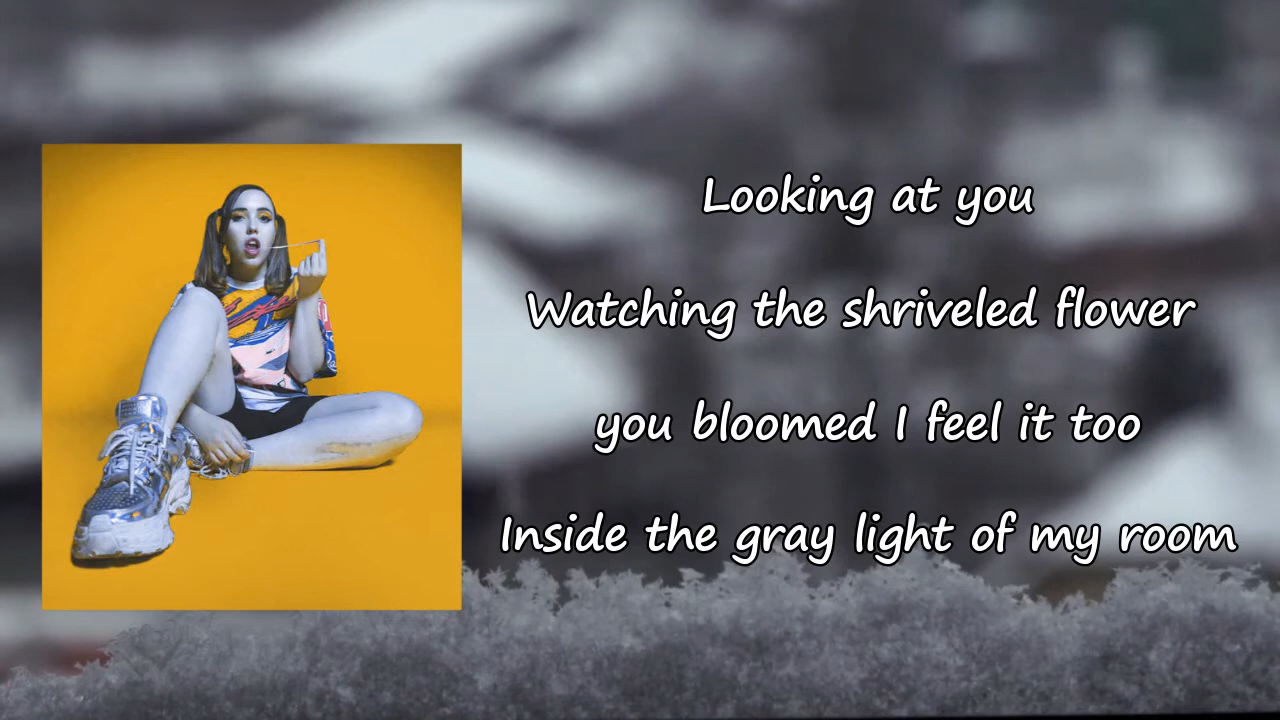 Looking at you
Watching the shriveled flower
you bloomed I feel it too
Inside the gray light of my room